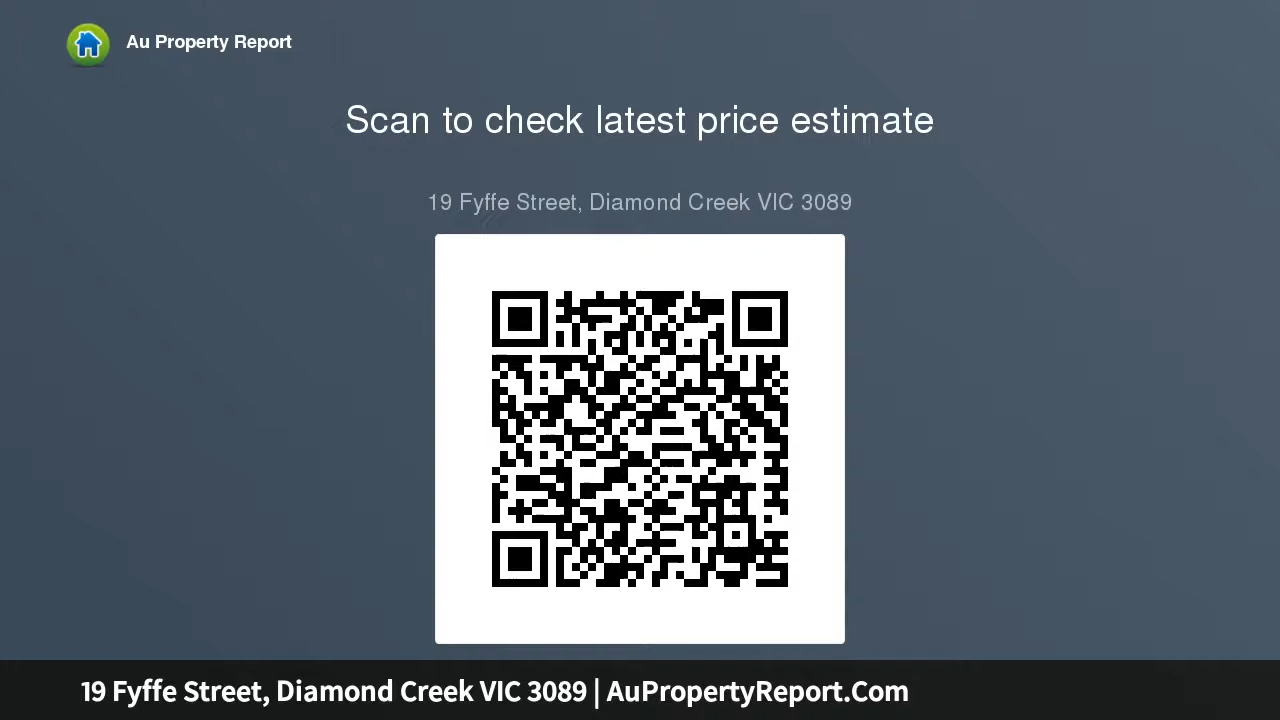 Au Property Report
Scan to check latest price estimate
19 Fyffe Street, Diamond Creek VIC 3089
19 Fyffe Street, Diamond Creek VIC 3089 | AuPropertyReport.Com